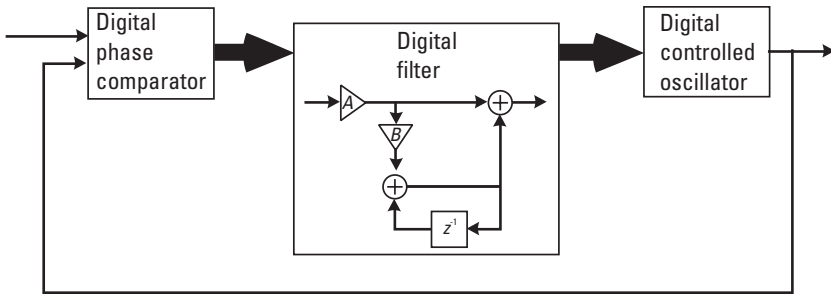 Digital
phase
comparator
Digital
filter
Digital
controlled
oscillator
A
+
B
+
z-1